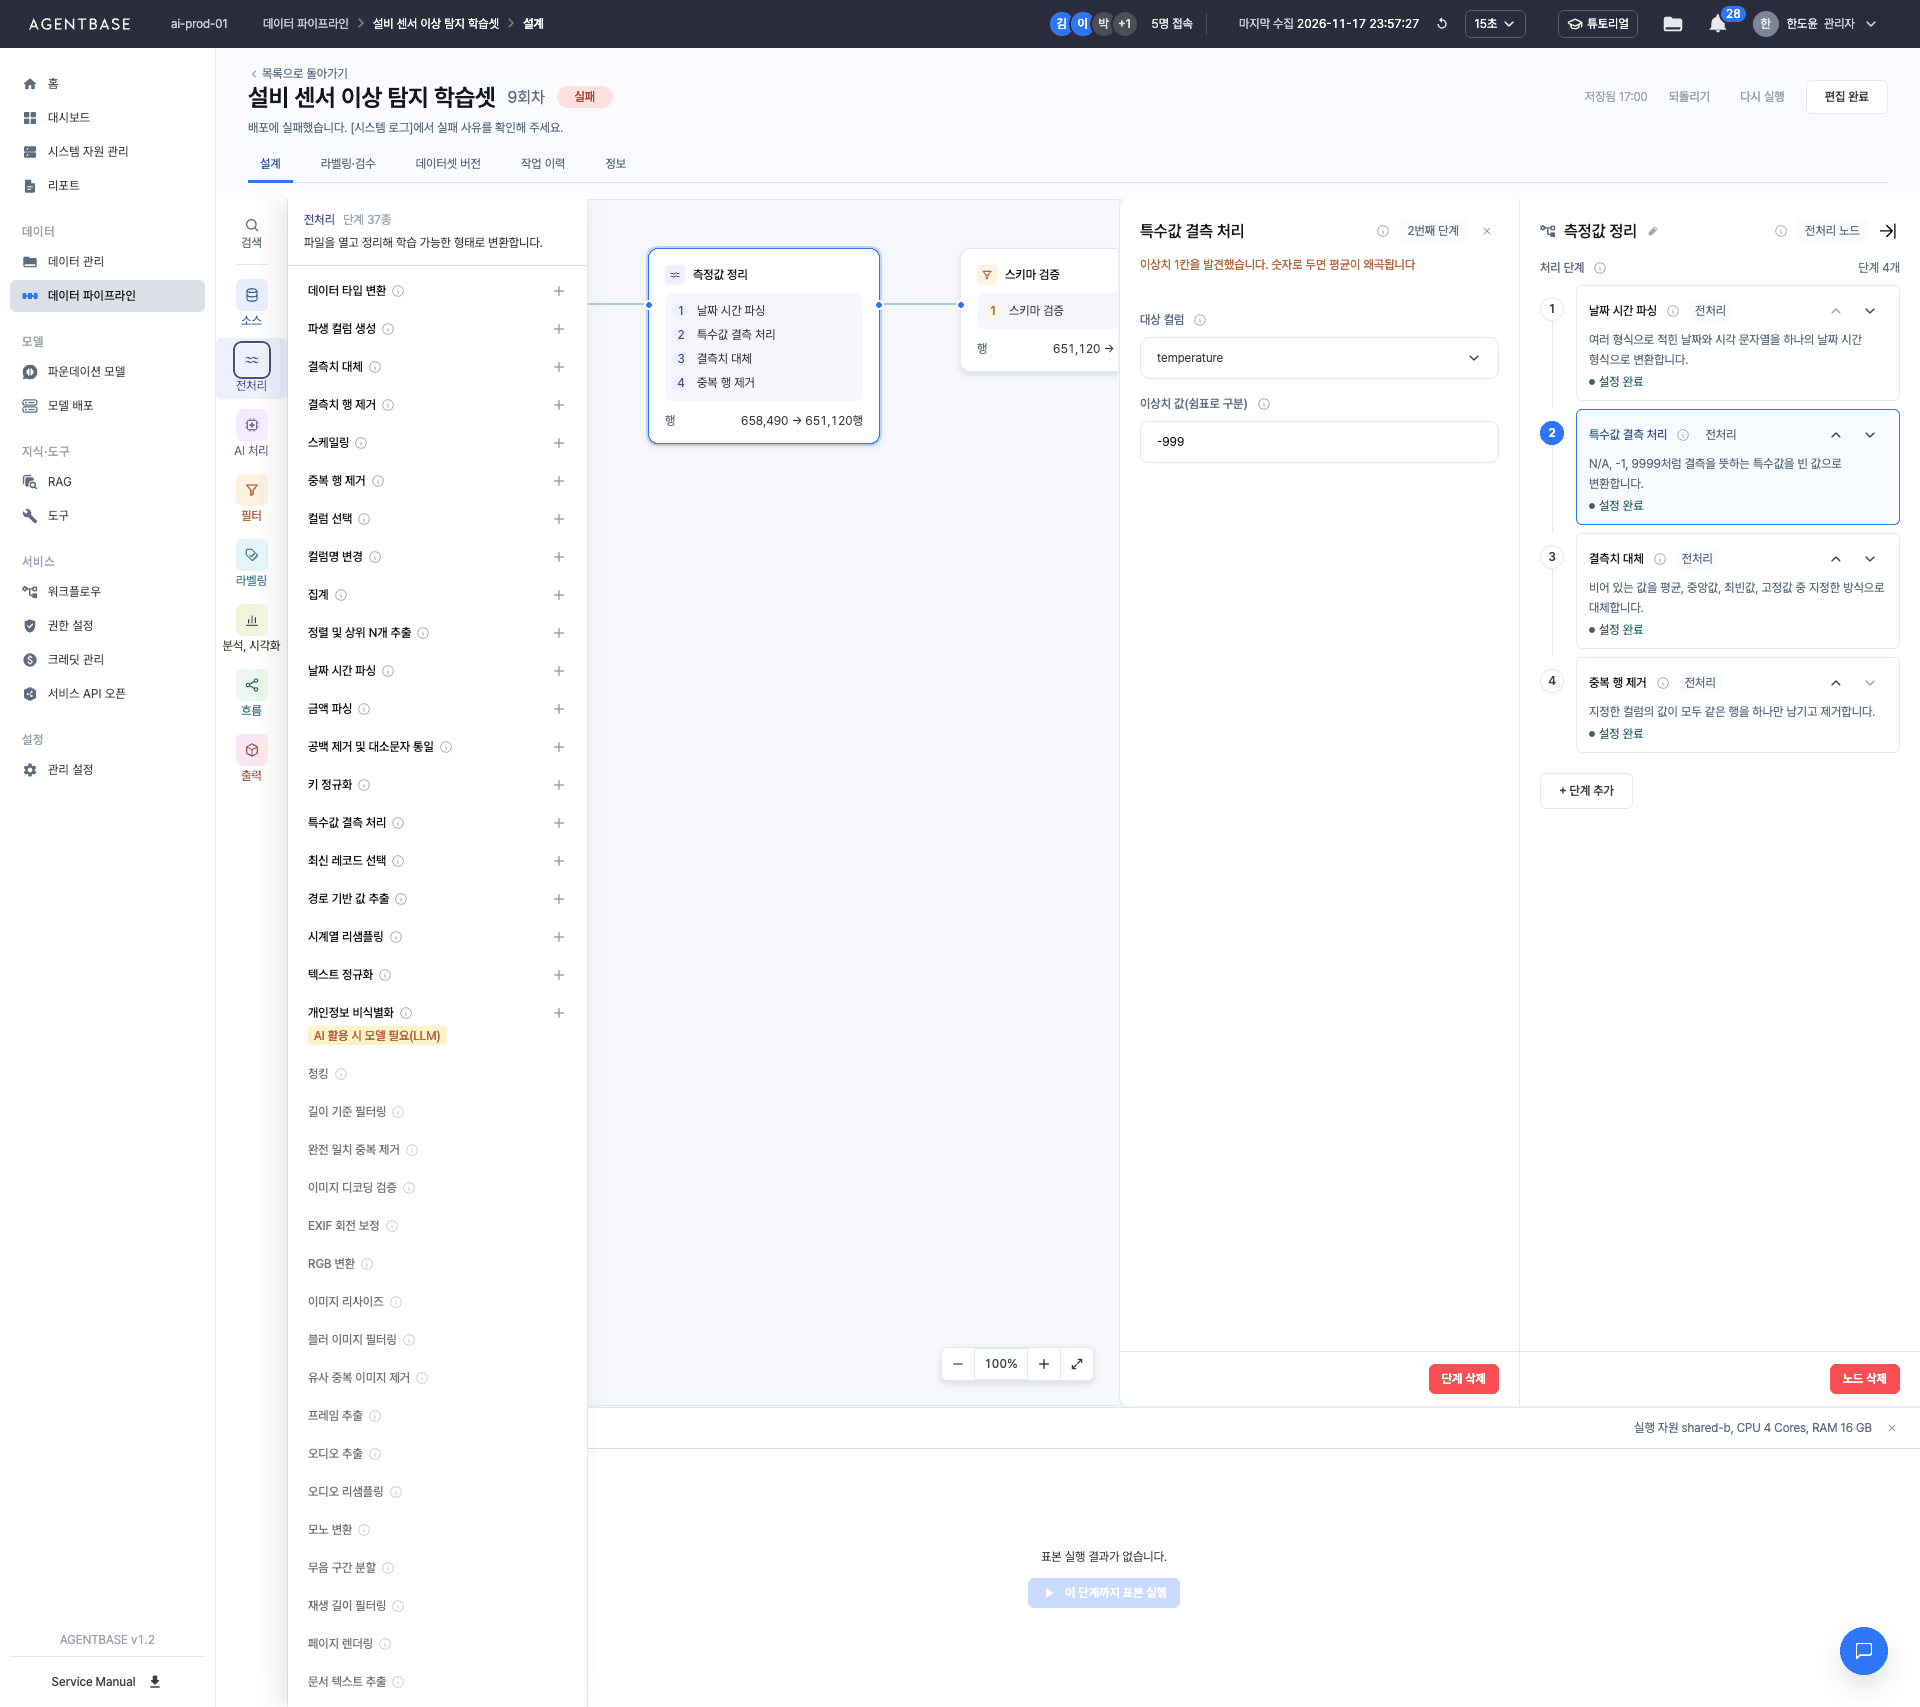 AGENTBASE
ai-prod-01
데이터 파이프라인 > 설비 센서 이상 탐지 학습셋 > 설계
김 이 박 +1 5명 접속
마지막 수집 2026-11-17 23:57:27
15초
튜토리얼
28
한 한도윤 관리자
홈
대시보드
시스템 자원 관리
리포트
데이터
데이터 관리
데이터 파이프라인
모델
파운데이션 모델
모델 배포
지식·도구
RAG
도구
서비스
워크플로우
권한 설정
크레딧 관리
서비스 API 오픈
설정
관리 설정
AGENTBASE v1.2
Service Manual
목록으로 돌아가기
설비 센서 이상 탐지 학습셋 9회차 실패
배포에 실패했습니다. [시스템 로그]에서 실패 사유를 확인해 주세요.
저장됨 17:00 되돌리기 다시 실행 편집 완료
설계 라벨링·검수 데이터셋 버전 작업 이력 정보
검색
소스
전처리
AI 처리
필터
라벨링
분석, 시각화
흐름
출력
전처리 단계 37종
파일을 열고 정리해 학습 가능한 형태로 변환합니다.
데이터 타입 변환
파생 컬럼 생성
결측치 대체
결측치 행 제거
스케일링
중복 행 제거
컬럼 선택
컬럼명 변경
집계
정렬 및 상위 N개 추출
날짜 시간 파싱
금액 파싱
공백 제거 및 대소문자 통일
키 정규화
특수값 결측 처리
최신 레코드 선택
경로 기반 값 추출
시계열 리샘플링
텍스트 정규화
개인정보 비식별화
AI 활용 시 모델 필요(LLM)
청킹
길이 기준 필터링
완전 일치 중복 제거
이미지 디코딩 검증
EXIF 회전 보정
RGB 변환
이미지 리사이즈
블러 이미지 필터링
유사 중복 이미지 제거
프레임 추출
오디오 추출
오디오 리샘플링
모노 변환
무음 구간 분할
재생 길이 필터링
페이지 렌더링
문서 텍스트 추출
측정값 정리
1 날짜 시간 파싱
2 특수값 결측 처리
3 결측치 대체
4 중복 행 제거
행 658,490 → 651,120행
스키마 검증
1 스키마 검증
행 651,120 →
100%
특수값 결측 처리 2번째 단계
이상치 1칸을 발견했습니다. 숫자로 두면 평균이 왜곡됩니다
대상 컬럼
temperature
이상치 값(쉼표로 구분)
-999
단계 삭제
측정값 정리 전처리 노드
처리 단계 단계 4개
1 날짜 시간 파싱 전처리
여러 형식으로 적힌 날짜와 시각 문자열을 하나의 날짜 시간
형식으로 변환합니다.
설정 완료
2 특수값 결측 처리 전처리
N/A, -1, 9999처럼 결측을 뜻하는 특수값을 빈 값으로
변환합니다.
설정 완료
3 결측치 대체 전처리
비어 있는 값을 평균, 중앙값, 최빈값, 고정값 중 지정한 방식으로
대체합니다.
설정 완료
4 중복 행 제거 전처리
지정한 컬럼의 값이 모두 같은 행을 하나만 남기고 제거합니다.
설정 완료
+ 단계 추가
노드 삭제
실행 자원 shared-b, CPU 4 Cores, RAM 16 GB
표본 실행 결과가 없습니다.
이 단계까지 표본 실행